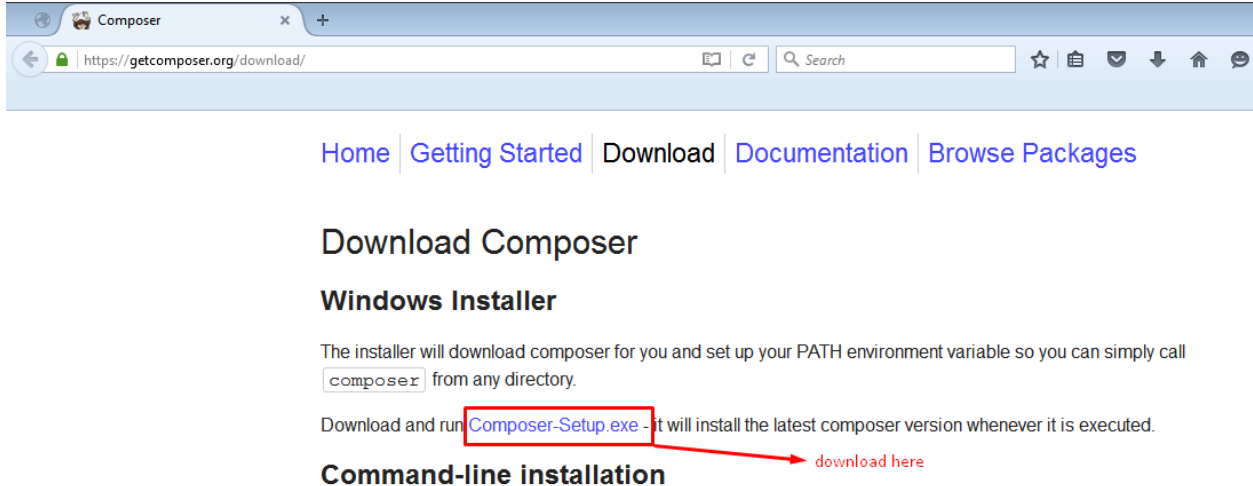 Composer
https://getcomposer.org/download/
Search
Home Getting Started Download Documentation Browse Packages
Download Composer
Windows Installer
The installer will download composer for you and set up your PATH environment variable so you can simply call
composer from any directory.
Download and run Composer-Setup.exe - it will install the latest composer version whenever it is executed.
download here
Command-line installation